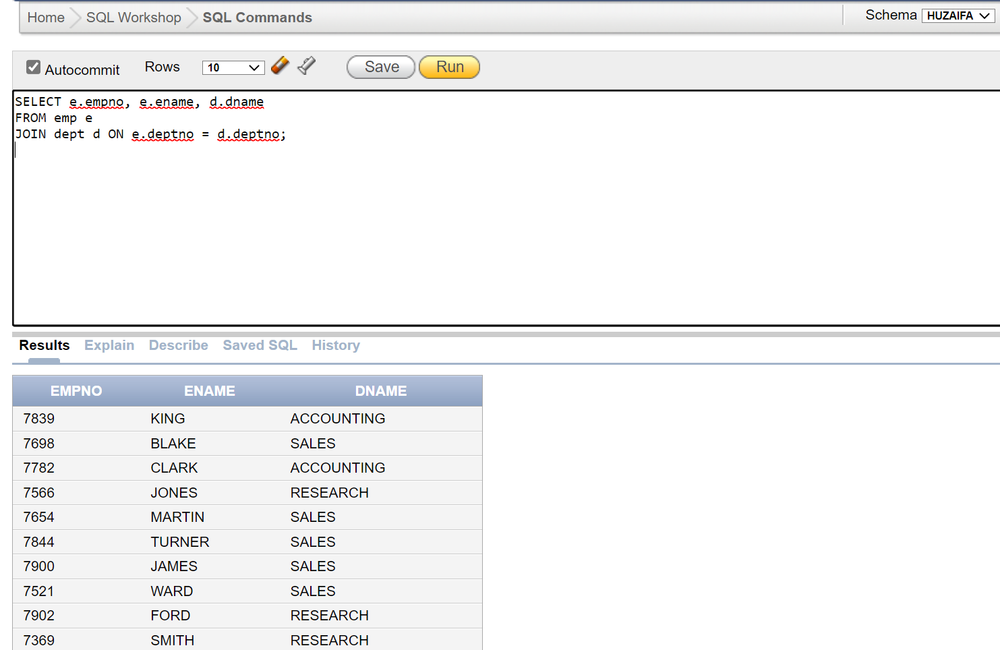 Home SQL Workshop SQL Commands Schema HUZAIFA
Autocommit Rows 10 Save Run
SELECT e.empno, e.ename, d.dname
FROM emp e
JOIN dept d ON e.deptno = d.deptno;
Results Explain Describe Saved SQL History
EMPNO ENAME DNAME
7839 KING ACCOUNTING
7698 BLAKE SALES
7782 CLARK ACCOUNTING
7566 JONES RESEARCH
7654 MARTIN SALES
7844 TURNER SALES
7900 JAMES SALES
7521 WARD SALES
7902 FORD RESEARCH
7369 SMITH RESEARCH